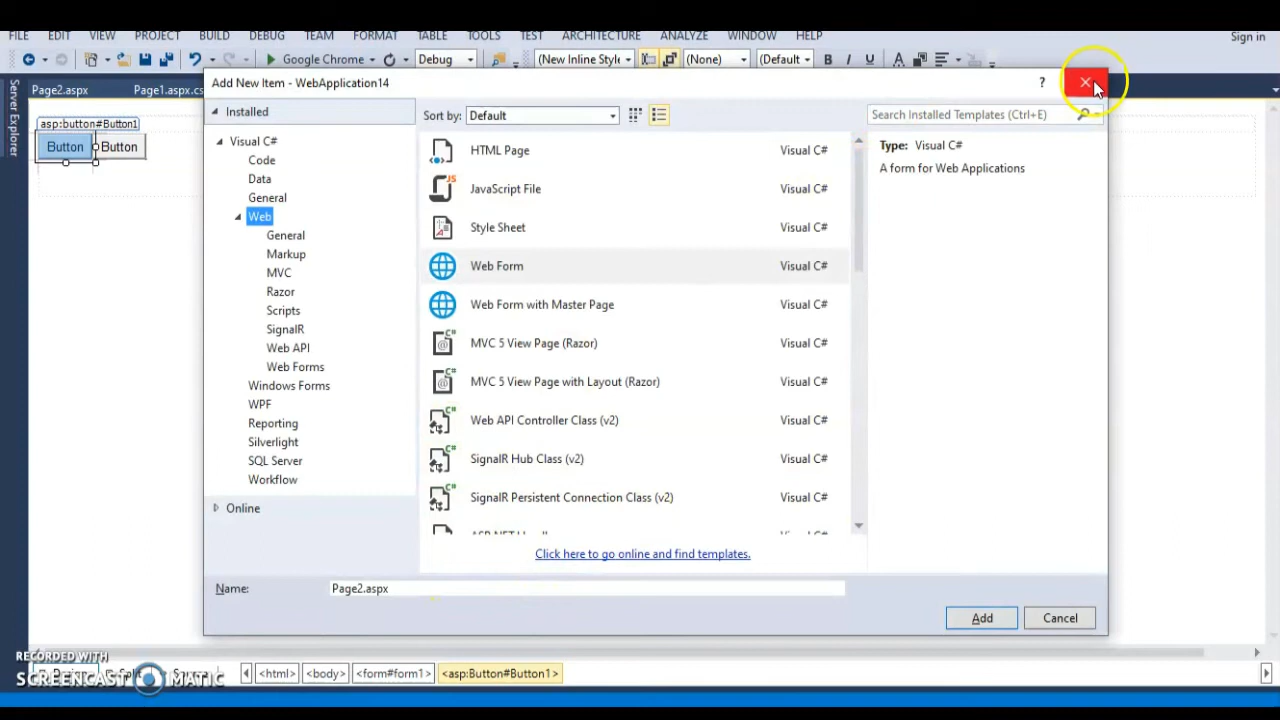 FILE EDIT VIEW PROJECT BUILD DEBUG TEAM FORMAT TABLE TOOLS TEST ARCHITECTURE ANALYZE WINDOW HELP Sign in
Google Chrome Debug (New Inline Style (None) (Default B I U A
Server Explorer
Page2.aspx Page1.aspx.cs
asp:button#Button1
Button Button
Add New Item - WebApplication14 ?
Installed
Sort by: Default
Search Installed Templates (Ctrl+E)
Visual C#
Code
Data
General
Web
General
Markup
MVC
Razor
Scripts
SignalR
Web API
Web Forms
Windows Forms
WPF
Reporting
Silverlight
SQL Server
Workflow
Online
HTML Page Visual C#
JavaScript File Visual C#
Style Sheet Visual C#
Web Form Visual C#
Web Form with Master Page Visual C#
MVC 5 View Page (Razor) Visual C#
MVC 5 View Page with Layout (Razor) Visual C#
Web API Controller Class (v2) Visual C#
SignalR Hub Class (v2) Visual C#
SignalR Persistent Connection Class (v2) Visual C#
Type: Visual C#
A form for Web Applications
Click here to go online and find templates.
Name: Page2.aspx
Add Cancel
<html> <body> <form#form1> <asp:Button#Button1>
RECORDED WITH
SCREENCAST MATIC